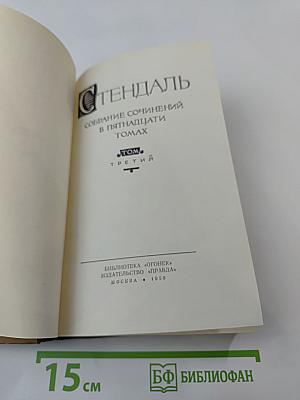 СТЕНДАЛЬ
СОБРАНИЕ СОЧИНЕНИЙ
В ПЯТНАДЦАТИ
ТОМАХ
ТОМ
ТРЕТИЙ
БИБЛИОТЕКА «ОГОНЕК»
ИЗДАТЕЛЬСТВО «ПРАВДА»
МОСКВА • 1959
15 см
БФ БИБЛИОФАН